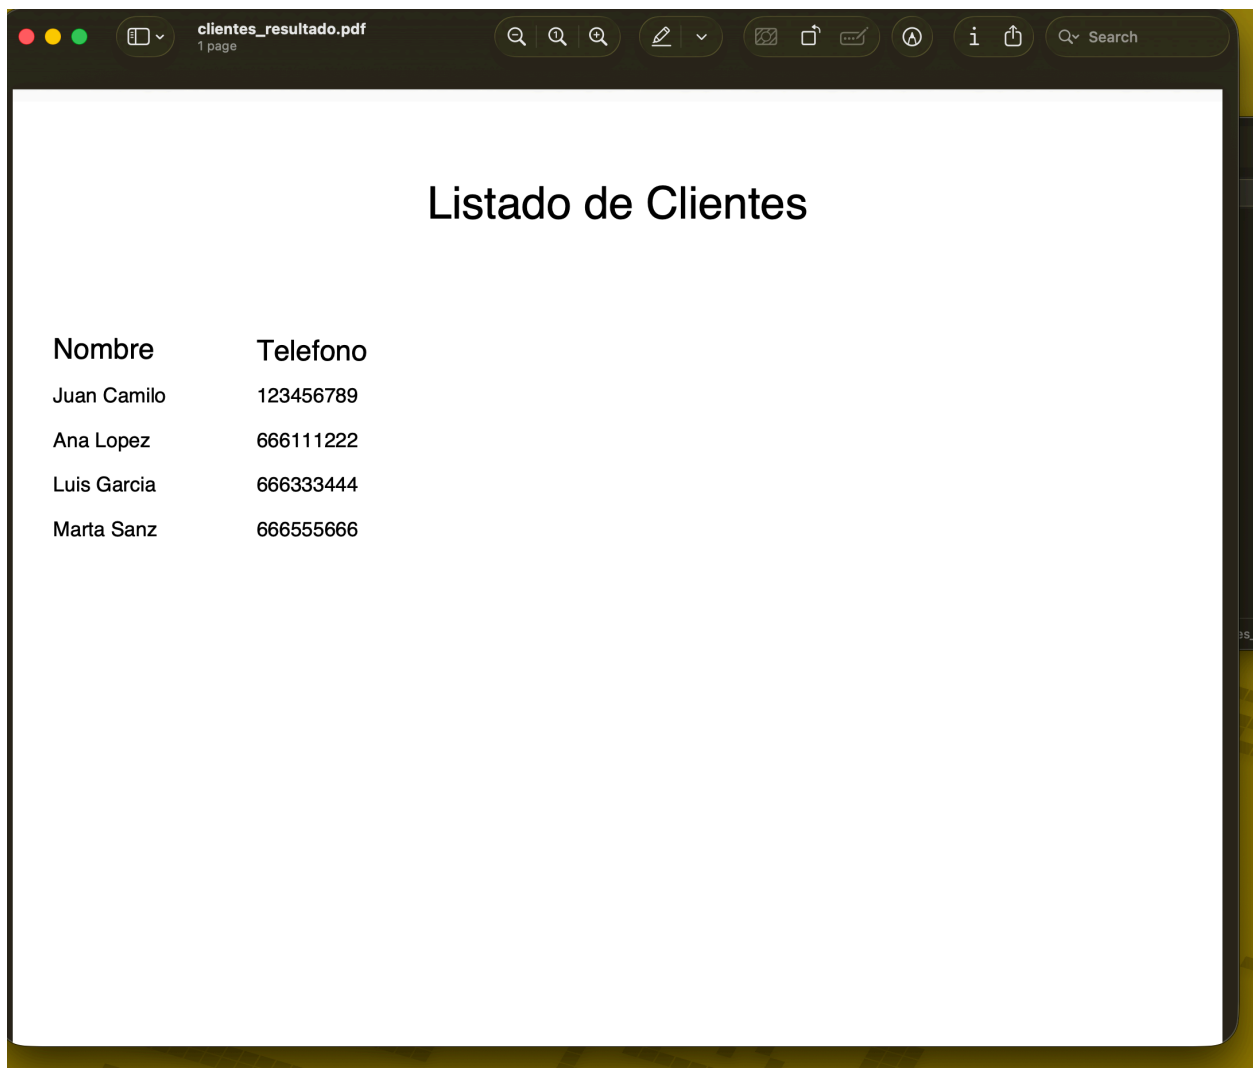 clientes_resultado.pdf
1 page
Search
Listado de Clientes
Nombre Telefono
Juan Camilo 123456789
Ana Lopez 666111222
Luis Garcia 666333444
Marta Sanz 666555666
es_